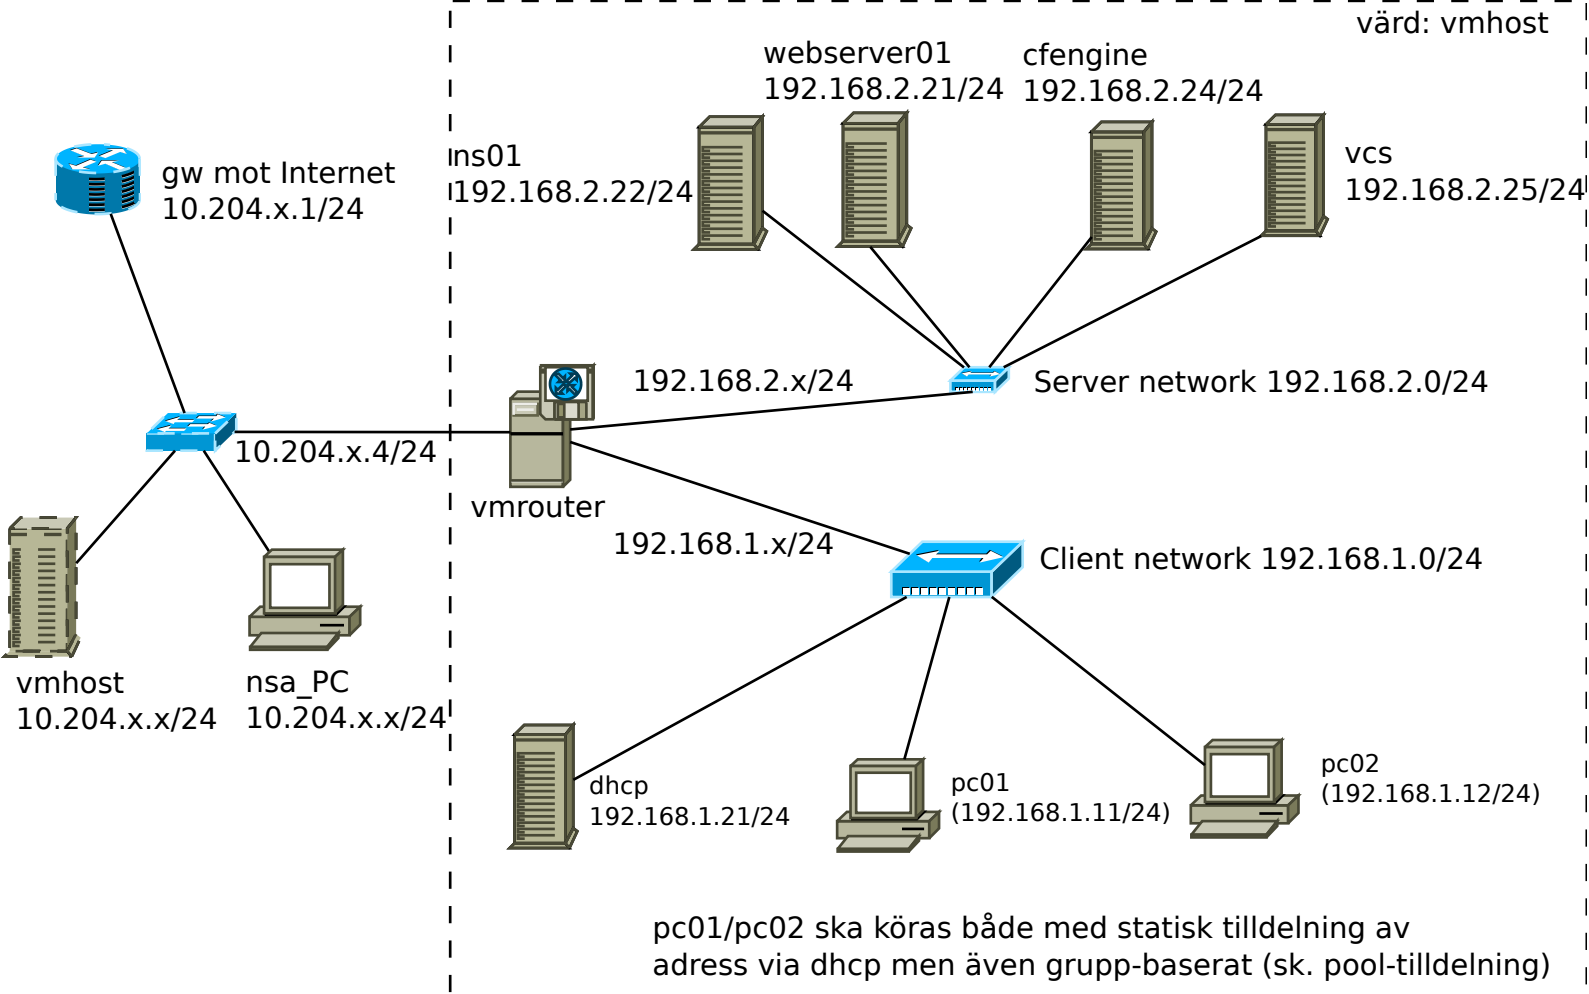 värd: vmhost
webserver01
192.168.2.21/24
cfengine
192.168.2.24/24
ns01
192.168.2.22/24
vcs
192.168.2.25/24
gw mot Internet
10.204.x.1/24
192.168.2.x/24
Server network 192.168.2.0/24
10.204.x.4/24
vmrouter
192.168.1.x/24
Client network 192.168.1.0/24
vmhost
10.204.x.x/24
nsa_PC
10.204.x.x/24
dhcp
192.168.1.21/24
pc01
(192.168.1.11/24)
pc02
(192.168.1.12/24)
pc01/pc02 ska köras både med statisk tilldelning av
adress via dhcp men även grupp-baserat (sk. pool-tilldelning)